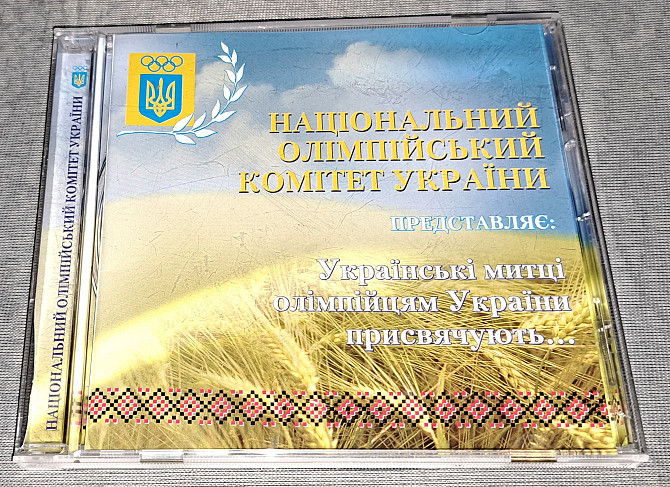 НАЦІОНАЛЬНИЙ ОЛІМПІЙСЬКИЙ КОМІТЕТ УКРАЇНИ
НАЦІОНАЛЬНИЙ
ОЛІМПІЙСЬКИЙ
КОМІТЕТ УКРАЇНИ
ПРЕДСТАВЛЯЄ:
Українські митці
олімпійцям України
присвячують...